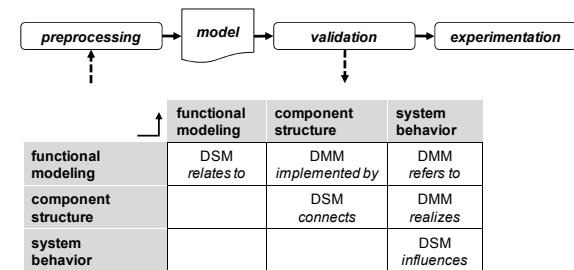 preprocessing model validation experimentation
functional component system
modeling structure behavior
functional DSM DMM DMM
modeling relates to implemented by refers to
component DSM DMM
structure connects realizes
system DSM
behavior influences